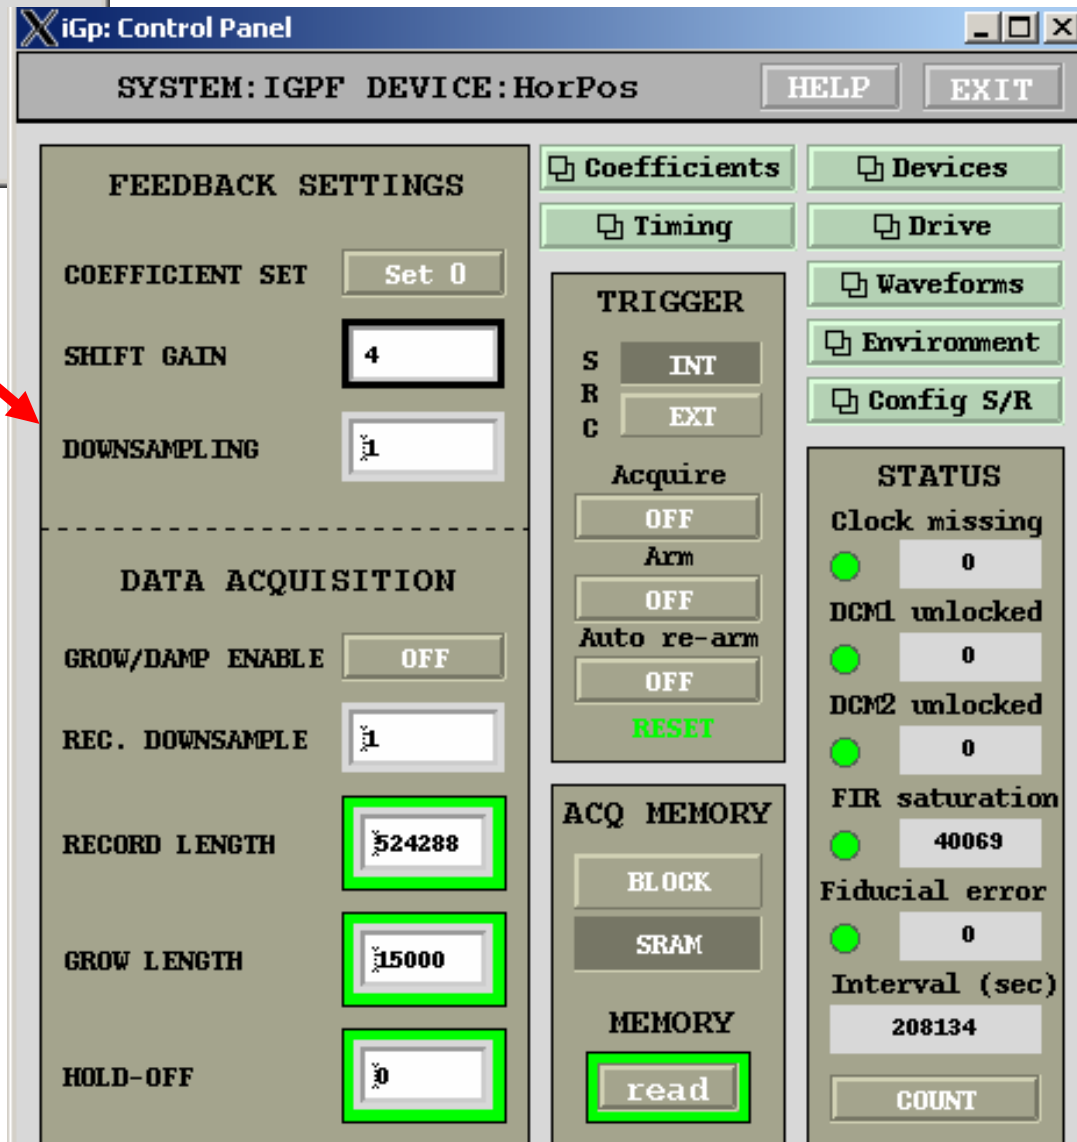 iGp: Control Panel
SYSTEM:IGPF DEVICE:HorPos
HELP
EXIT
FEEDBACK SETTINGS
COEFFICIENT SET
Set 0
SHIFT GAIN
4
DOWNSAMPLING
1
DATA ACQUISITION
GROW/DAMP ENABLE
OFF
REC. DOWNSAMPLE
1
RECORD LENGTH
524288
GROW LENGTH
15000
HOLD-OFF
0
Coefficients
Timing
TRIGGER
SRC
INT
EXT
Acquire
OFF
Arm
OFF
Auto re-arm
OFF
RESET
ACQ MEMORY
BLOCK
SRAM
MEMORY
read
Devices
Drive
Waveforms
Environment
Config S/R
STATUS
Clock missing
0
DCM1 unlocked
0
DCM2 unlocked
0
FIR saturation
40069
Fiducial error
0
Interval (sec)
208134
COUNT